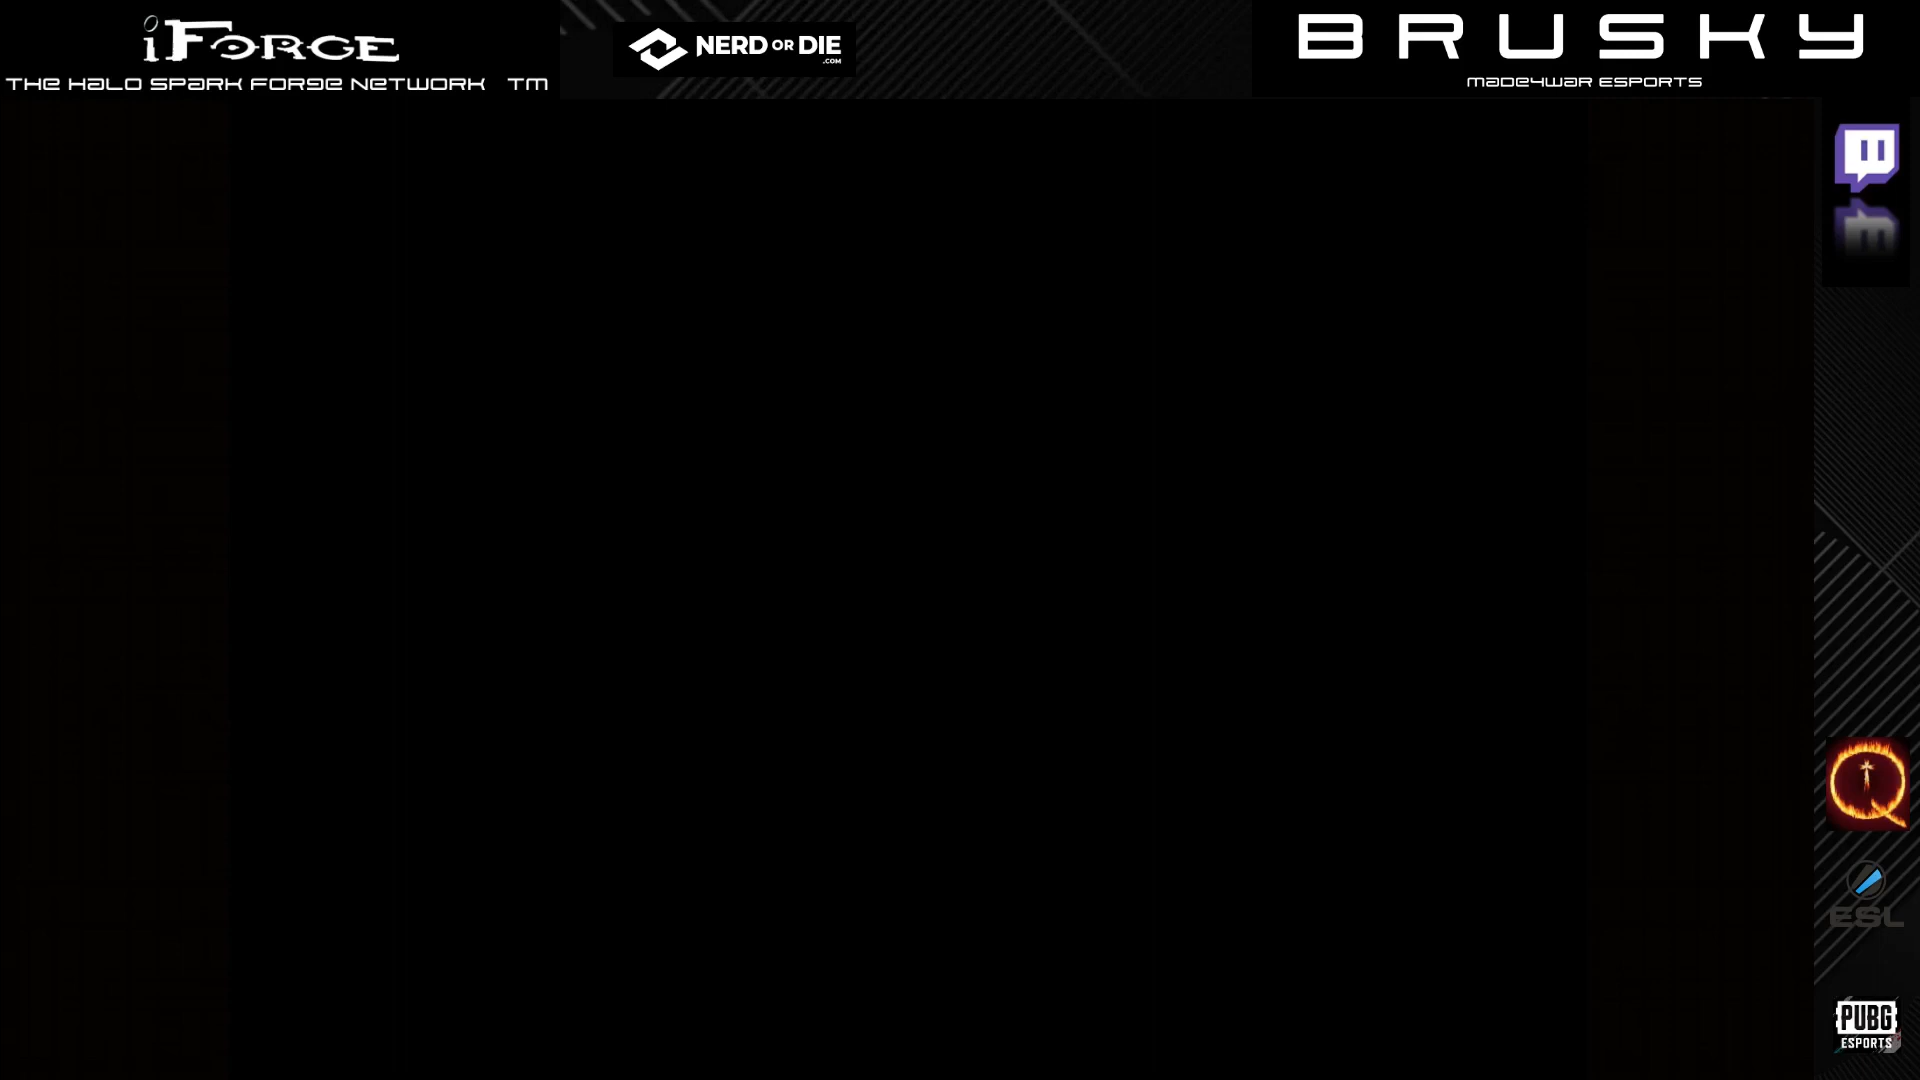 iForge
THE HALO SPARK FORGE NETWORK TM
NERD OR DIE
.COM
BRUSKY
MADE4WAR ESPORTS
ESL
PUBG
ESPORTS